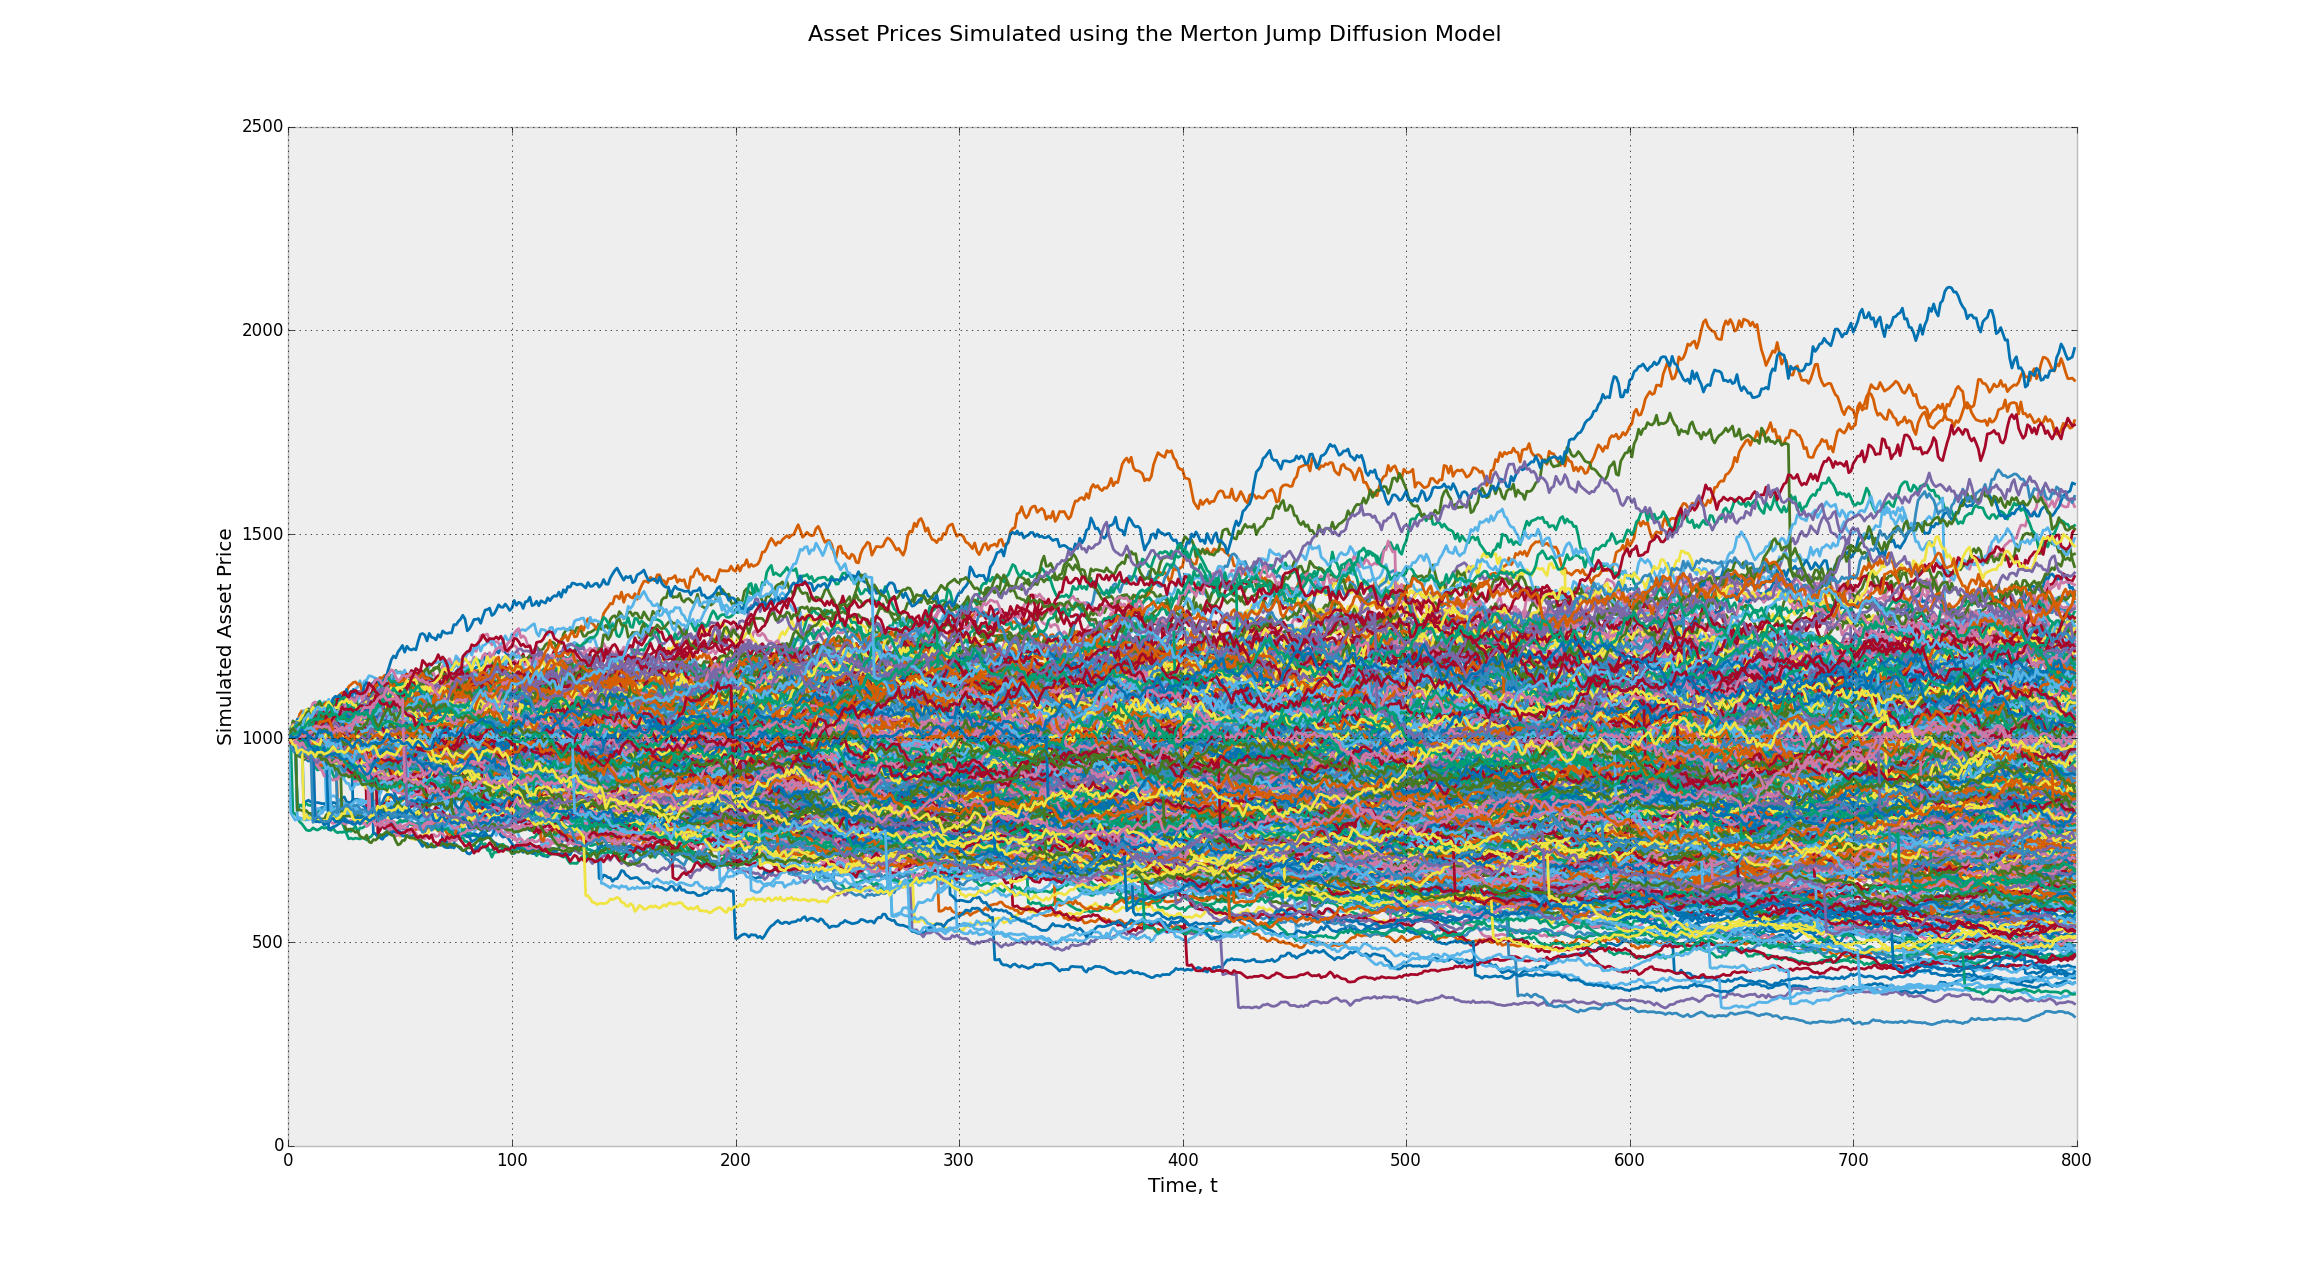 Asset Prices Simulated using the Merton Jump Diffusion Model
2500
2000
1500
1000
500
0
Simulated Asset Price
0 100 200 300 400 500 600 700 800
Time, t